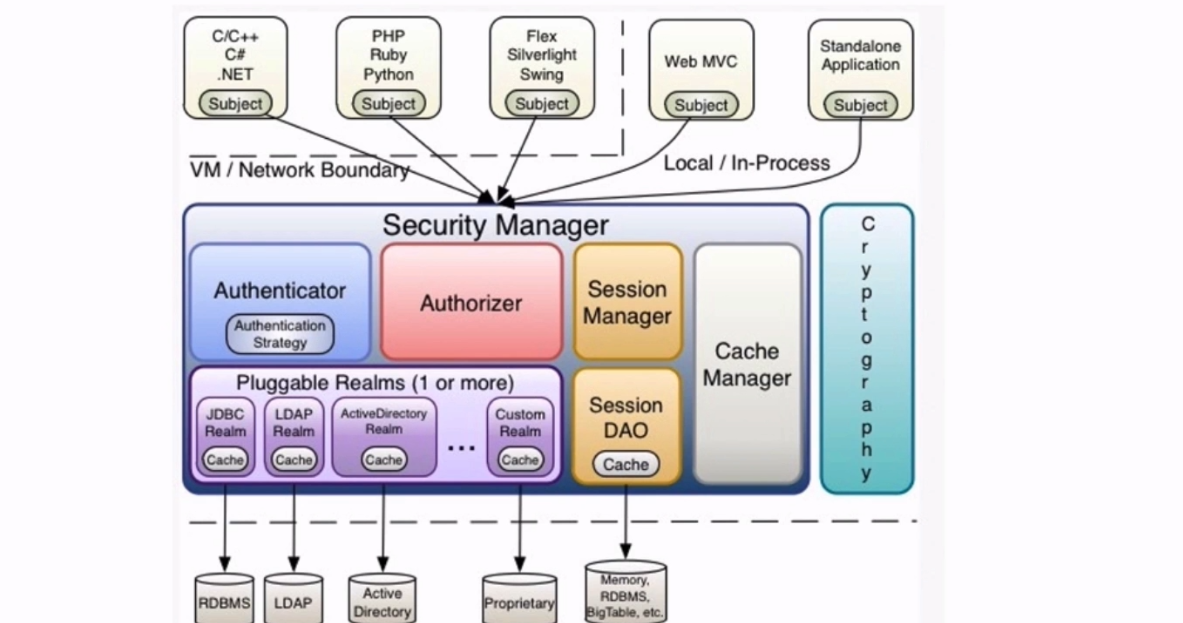 C/C++
C#
.NET
Subject
PHP
Ruby
Python
Subject
Flex
Silverlight
Swing
Subject
Web MVC
Subject
Standalone
Application
Subject
VM / Network Boundary
Local / In-Process
Security Manager
Authenticator
Authentication
Strategy
Authorizer
Session
Manager
Cache
Manager
Cryptography
Pluggable Realms (1 or more)
JDBC
Realm
Cache
LDAP
Realm
Cache
ActiveDirectory
Realm
Cache
...
Custom
Realm
Cache
Session
DAO
Cache
RDBMS
LDAP
Active
Directory
Proprietary
Memory,
RDBMS,
BigTable, etc.